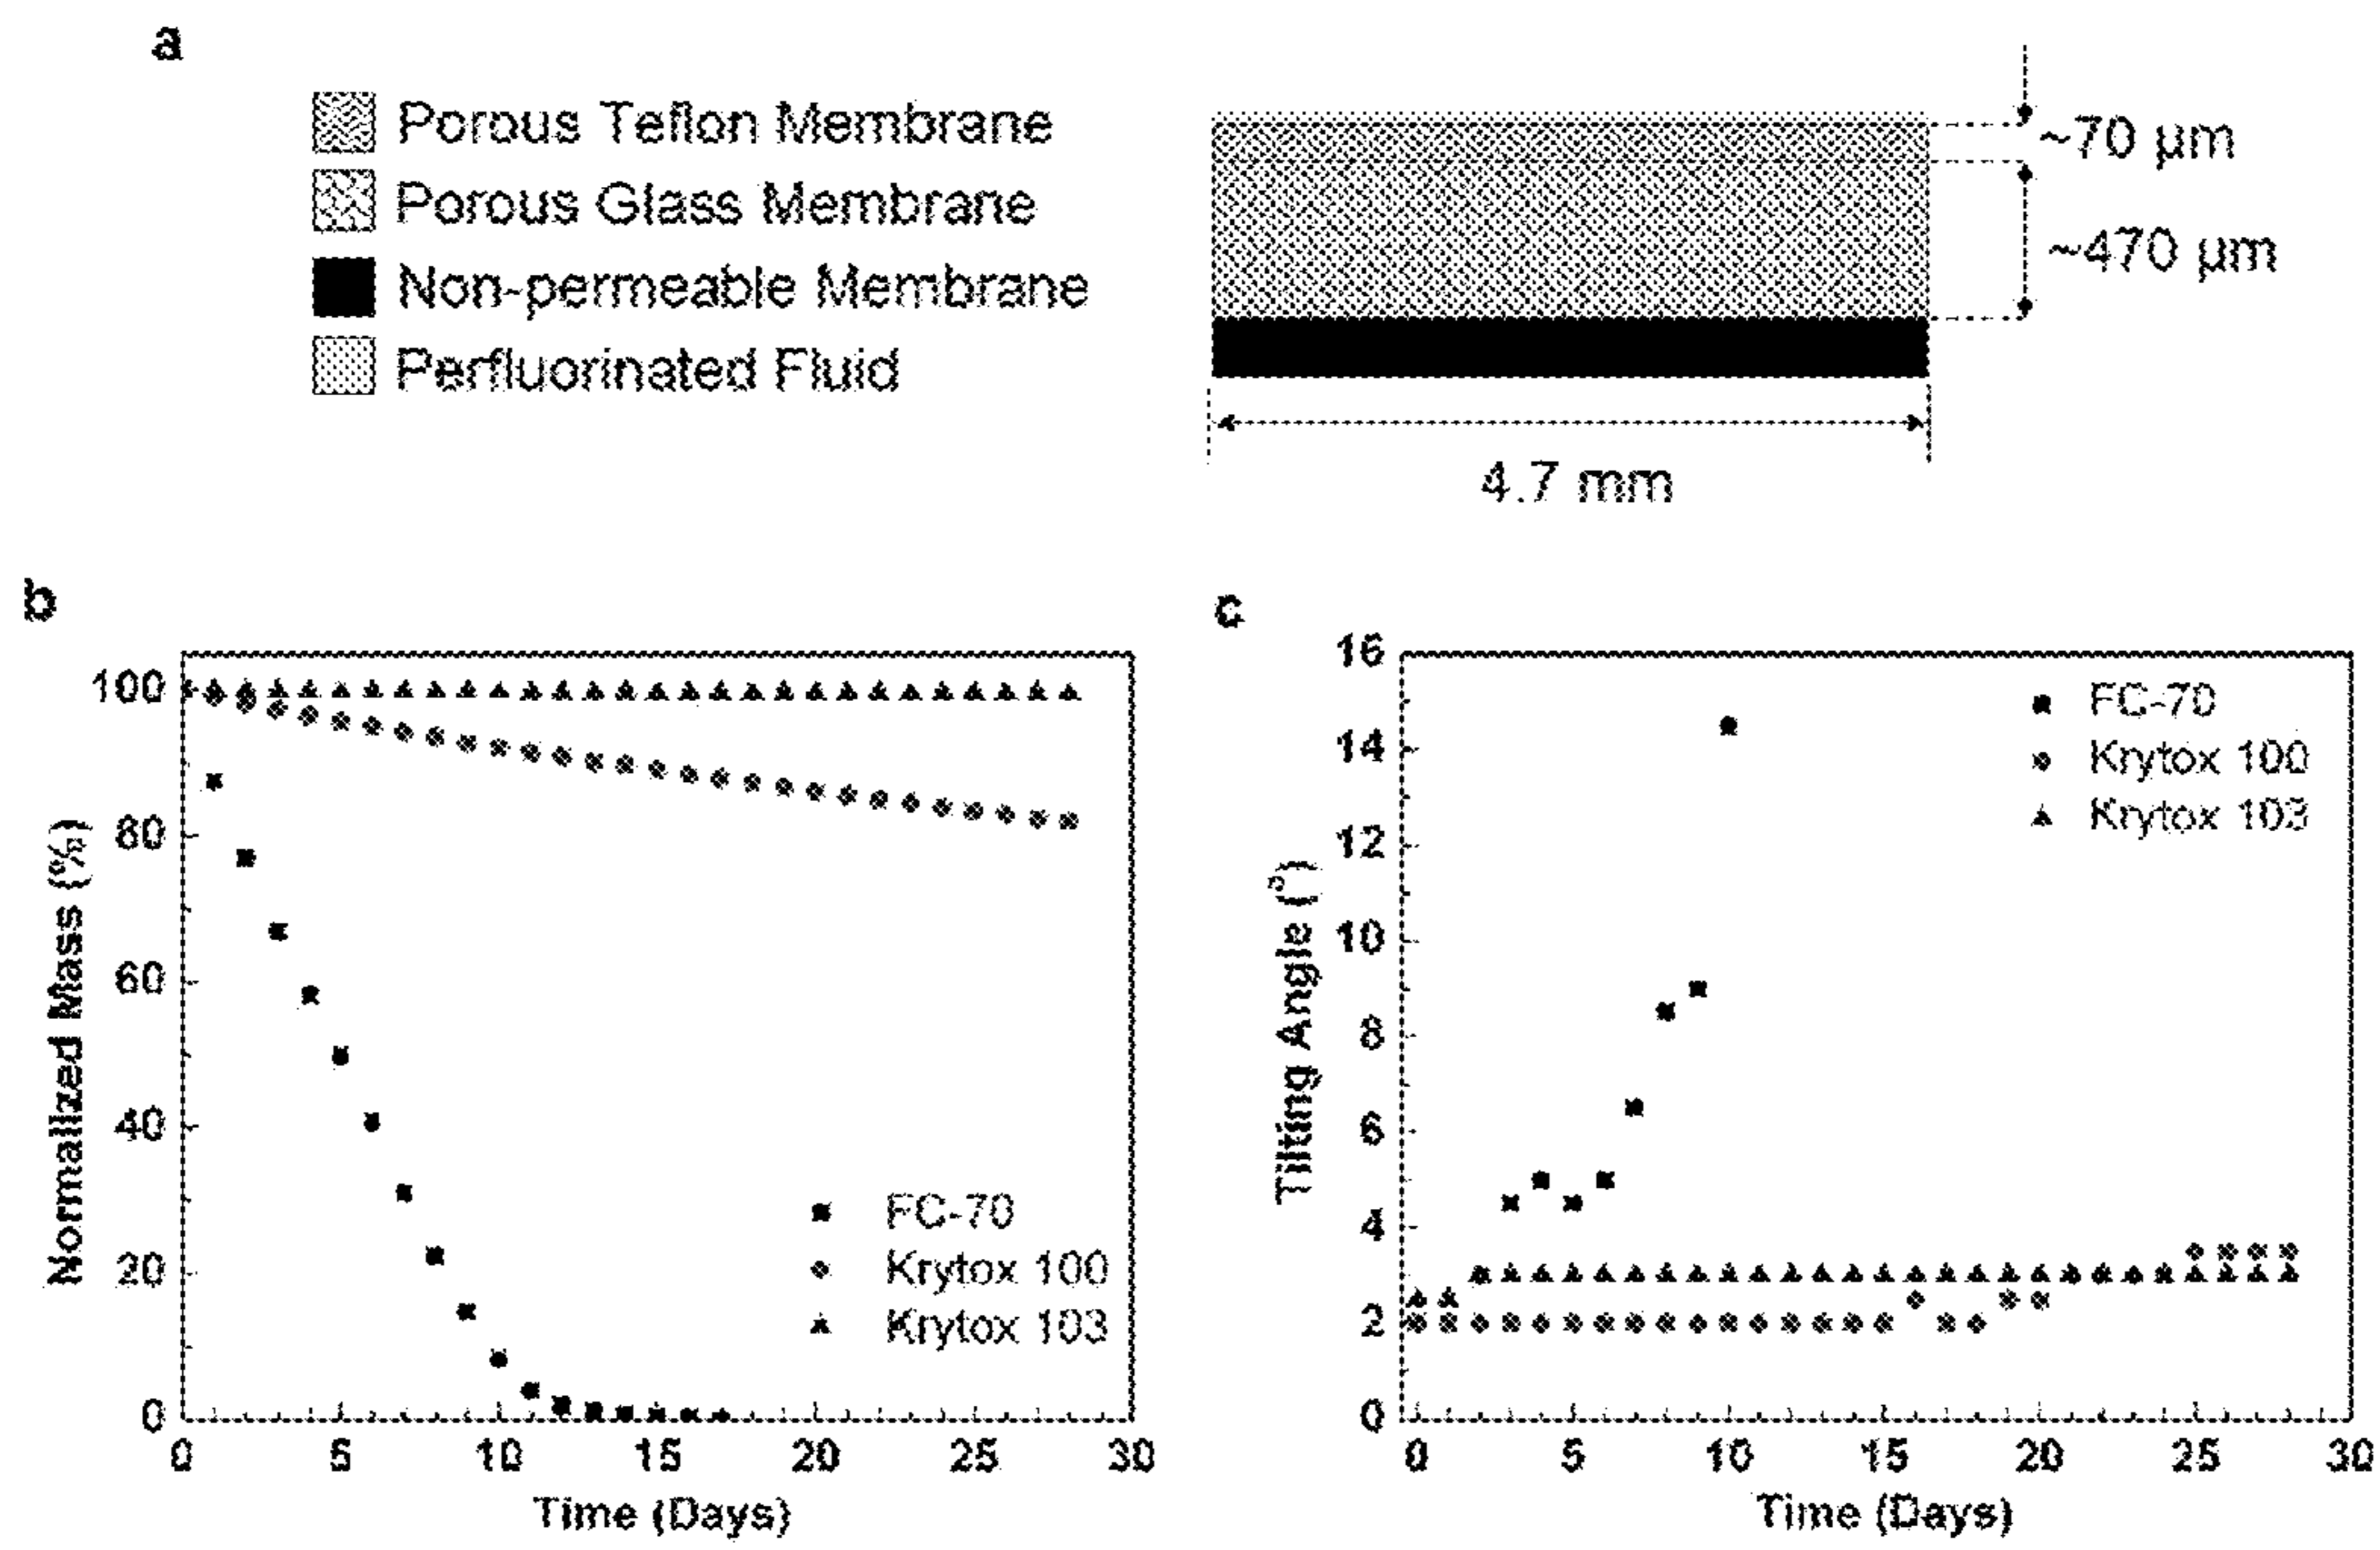 a
Porous Teflon Membrane
Porous Glass Membrane
Non-permeable Membrane
Perfluorinated Fluid
~70 µm
~470 µm
4.7 mm
b
Normalized Mass (%)
100
80
60
40
20
0
0 5 10 15 20 25 30
Time (Days)
FC-70
Krytox 100
Krytox 103
c
Tilting Angle (°)
16
14
12
10
8
6
4
2
0
0 5 10 15 20 25 30
Time (Days)
FC-70
Krytox 100
Krytox 103